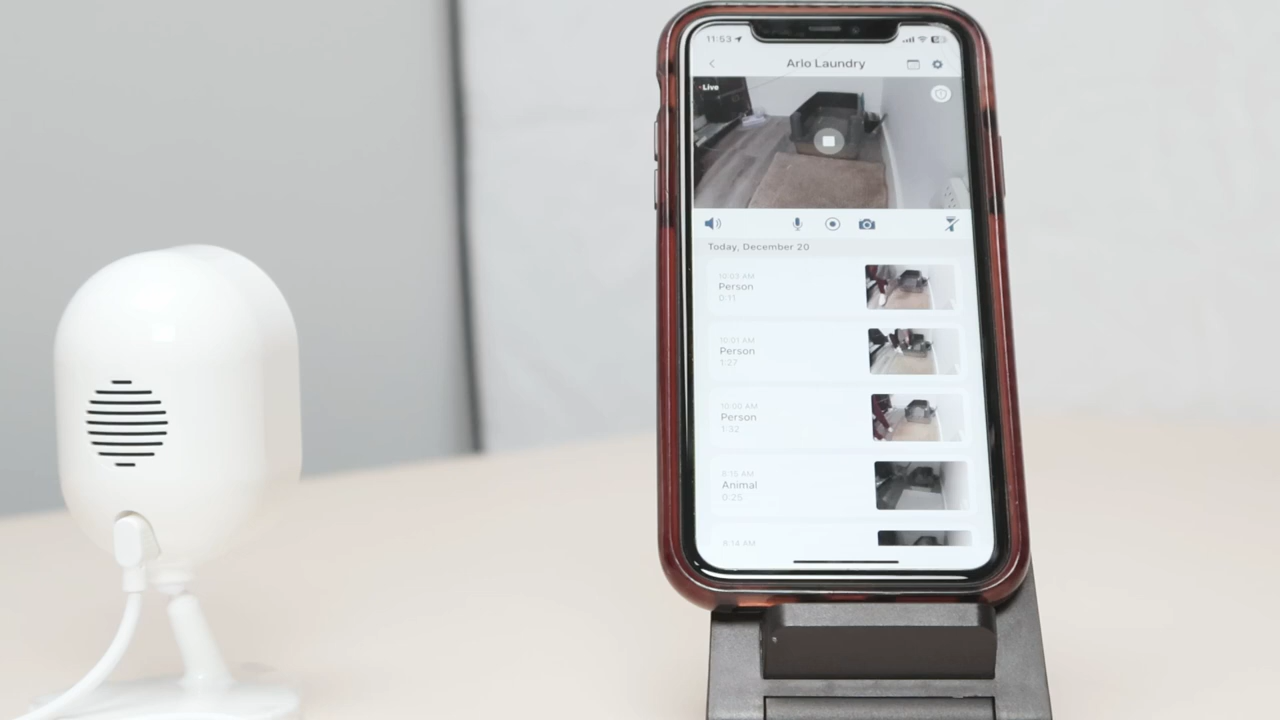 11:53
Arlo Laundry
Live
Today, December 20
10:03 AM
Person
0:11
10:01 AM
Person
1:27
10:00 AM
Person
1:32
8:15 AM
Animal
0:25
8:14 AM